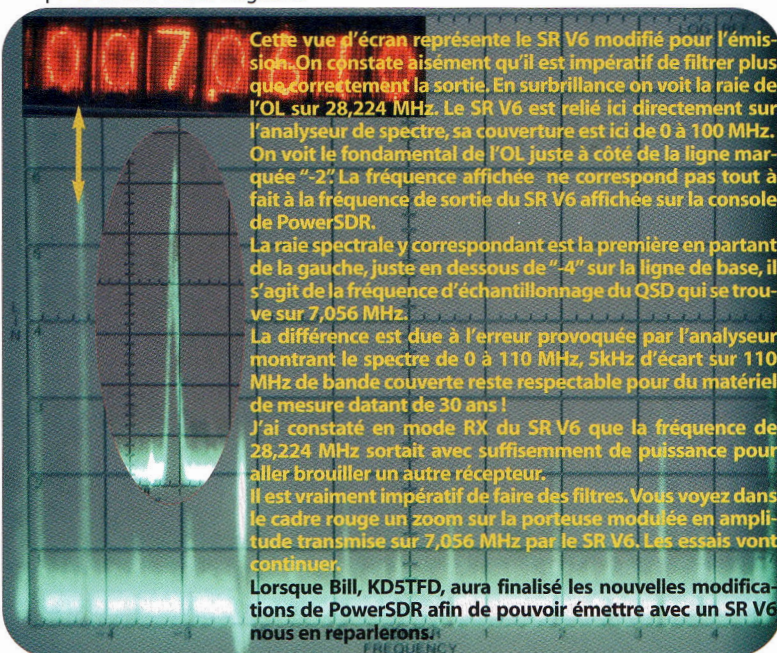 0 0 7 0
Cette vue d'écran représente le SR V6 modifié pour l'émis-
sion. On constate aisément qu'il est impératif de filtrer plus
que correctement la sortie. En surbrillance on voit la raie de
l'OL sur 28,224 MHz. Le SR V6 est relié ici directement sur
l'analyseur de spectre, sa couverture est ici de 0 à 100 MHz.
On voit le fondamental de l'OL juste à côté de la ligne mar-
quée "-2". La fréquence affichée ne correspond pas tout à
fait à la fréquence de sortie du SR V6 affichée sur la console
de PowerSDR.
La raie spectrale y correspondant est la première en partant
de la gauche, juste en dessous de "-4" sur la ligne de base, il
s'agit de la fréquence d'échantillonnage du QSD qui se trou-
ve sur 7,056 MHz.
La différence est due à l'erreur provoquée par l'analyseur
montrant le spectre de 0 à 110 MHz, 5kHz d'écart sur 110
MHz de bande couverte reste respectable pour du matériel
de mesure datant de 30 ans !
J'ai constaté en mode RX du SR V6 que la fréquence de
28,224 MHz sortait avec suffisemment de puissance pour
aller brouiller un autre récepteur.
Il est vraiment impératif de faire des filtres. Vous voyez dans
le cadre rouge un zoom sur la porteuse modulée en ampli-
tude transmise sur 7,056 MHz par le SR V6. Les essais vont
continuer.
Lorsque Bill, KD5TFD, aura finalisé les nouvelles modifica-
tions de PowerSDR afin de pouvoir émettre avec un SR V6
nous en reparlerons.
-4 -3 1 2
FREQUENCY